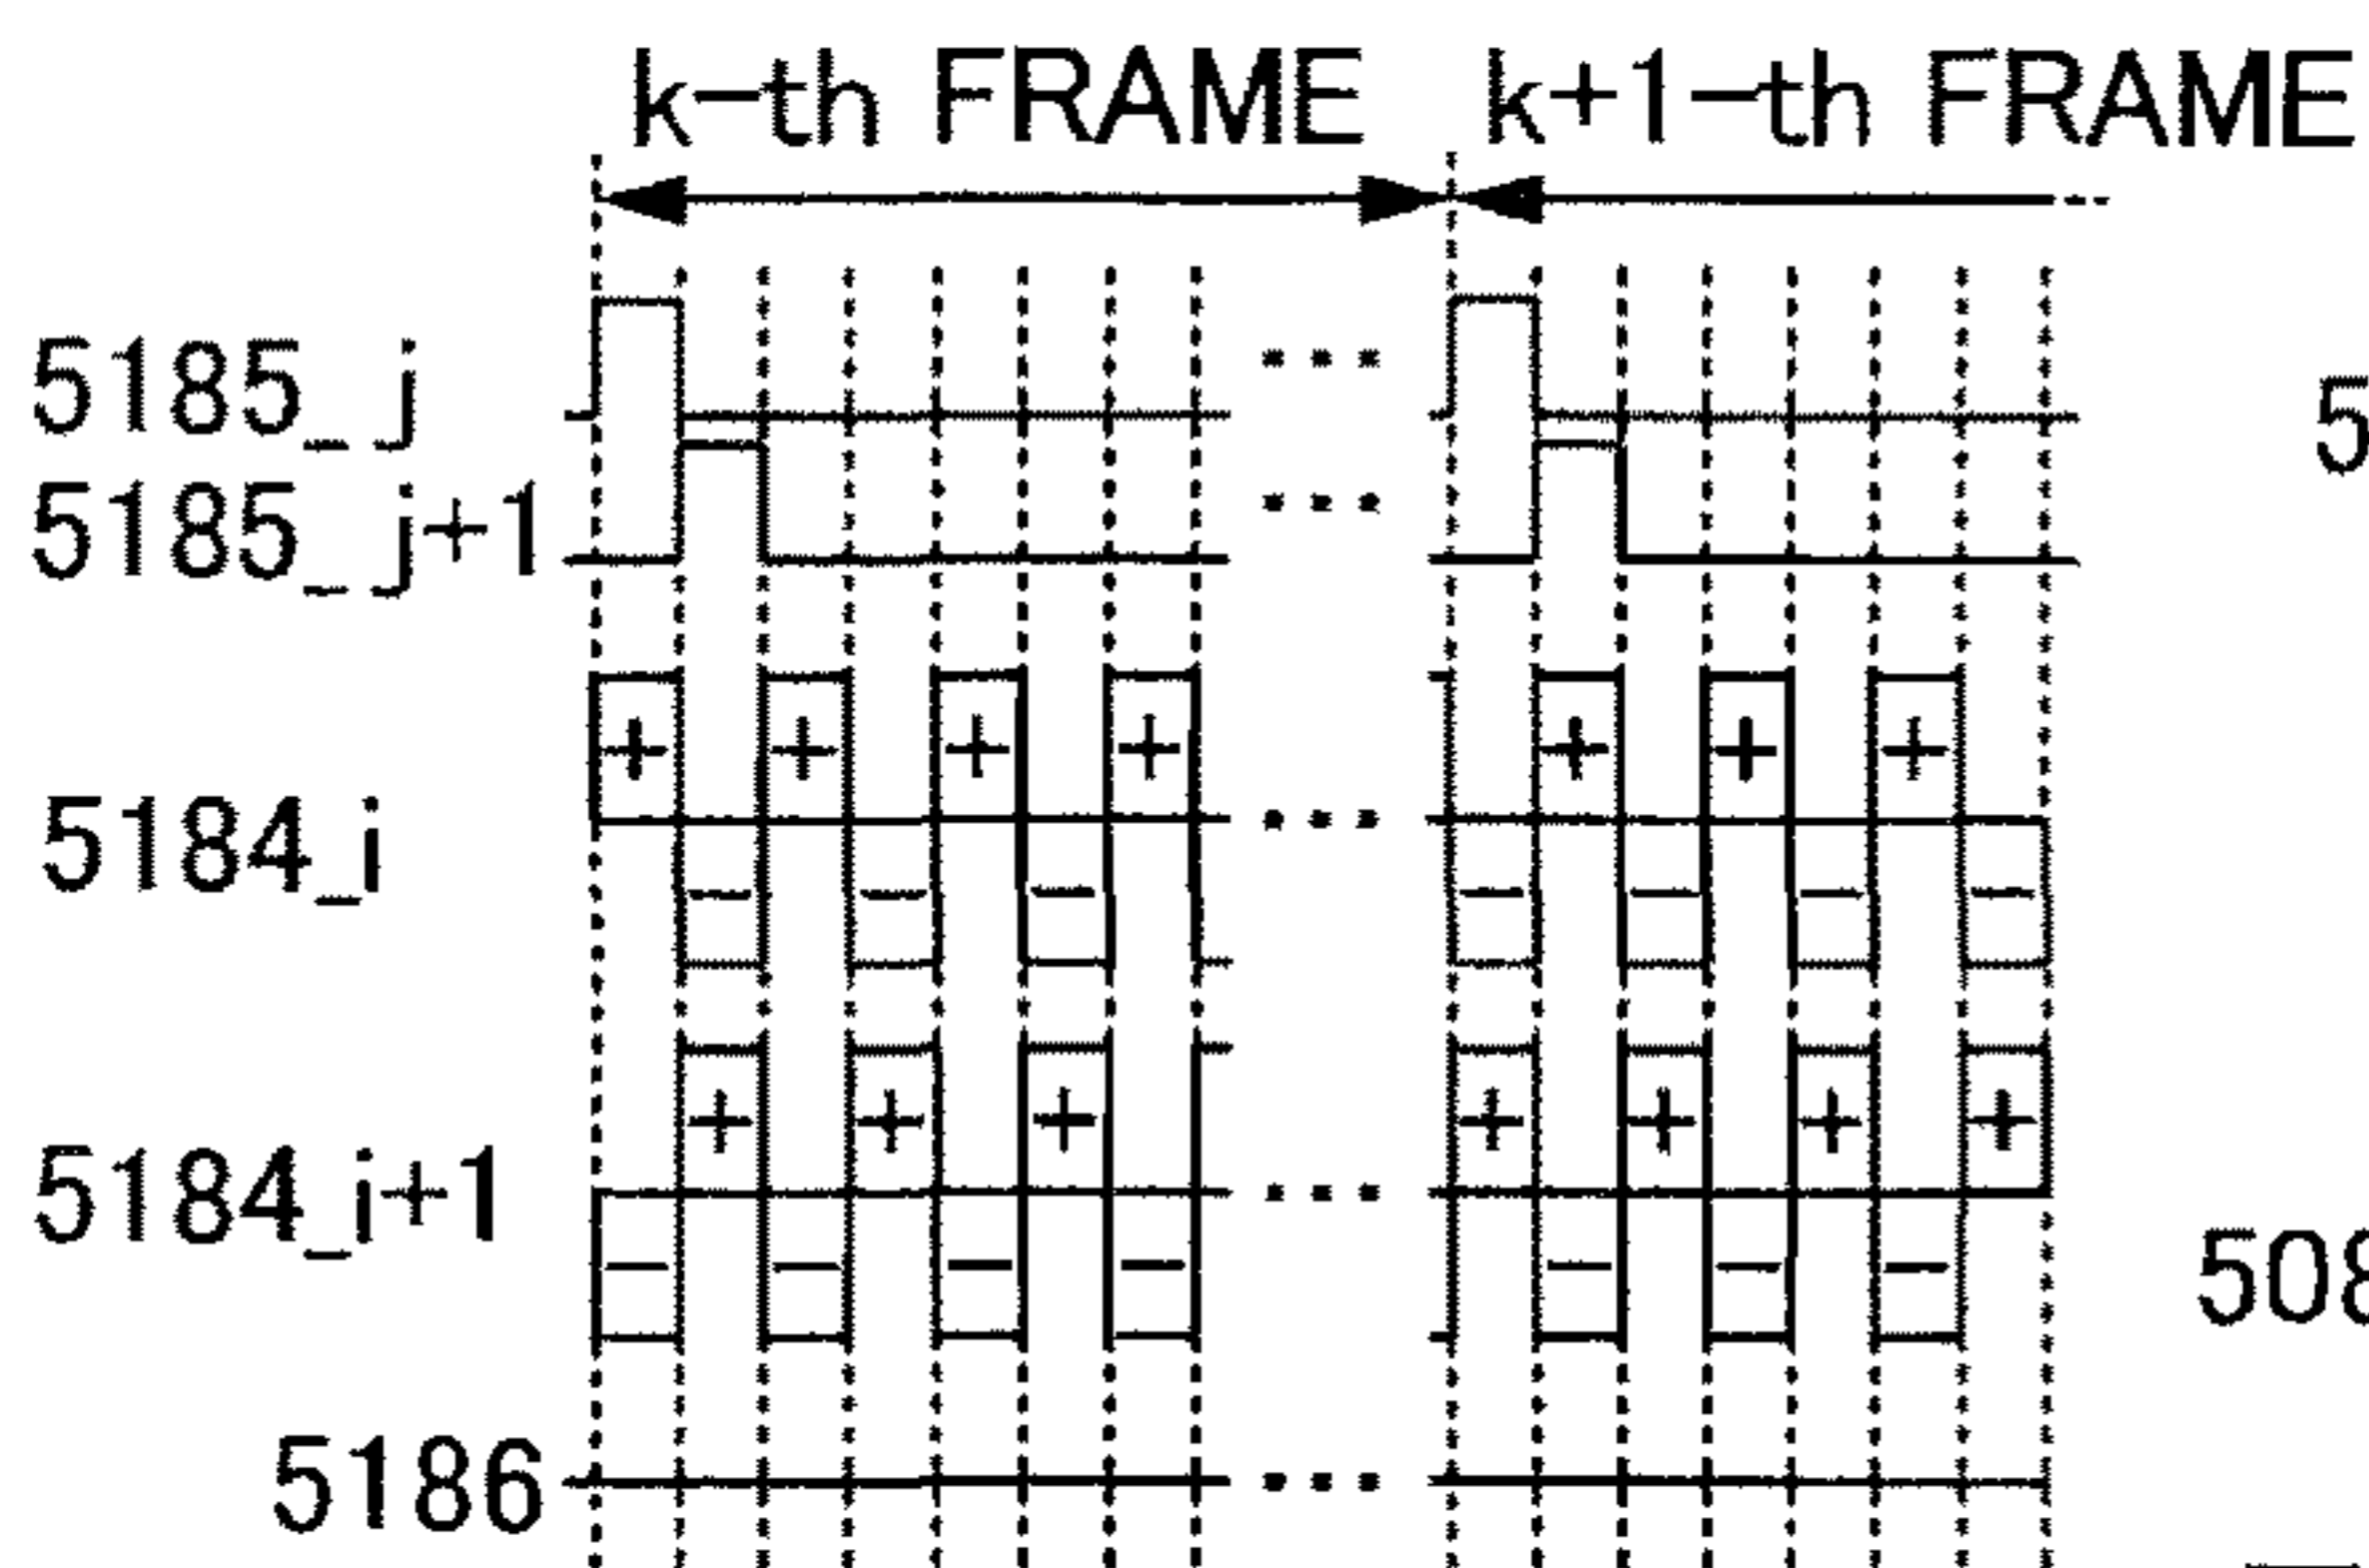 k-th FRAME k+1-th FRAME
5185_j
5185_j+1
+ + + + + + +
5184_i
- - - - - - -
+ + + + + + +
5184_i+1
- - - - - - -
5186